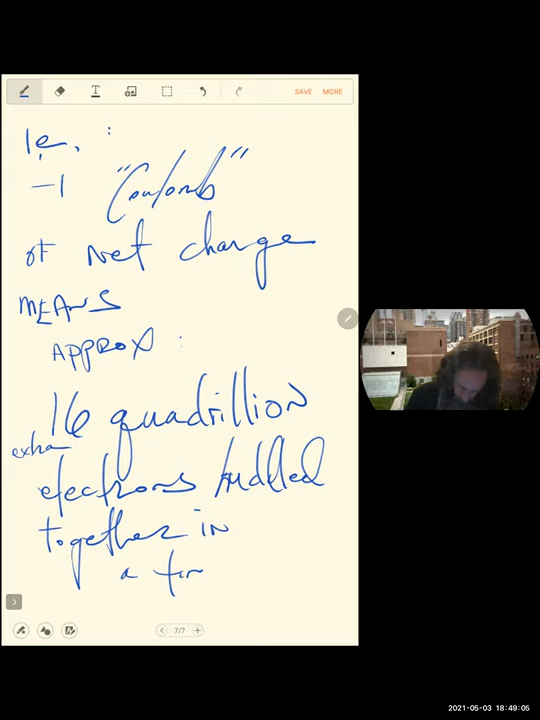 T
SAVE MORE
ie. :
-1 "Coulomb"
of Net change
MEANS
APPROX :
16 quadrillion
extra
electrons huddled
together in
a tin
7/7
2021-05-03 18:49:05